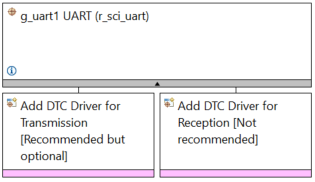 g_uart1 UART (r_sci_uart)
Add DTC Driver for
Transmission
[Recommended but
optional]
Add DTC Driver for
Reception [Not
recommended]